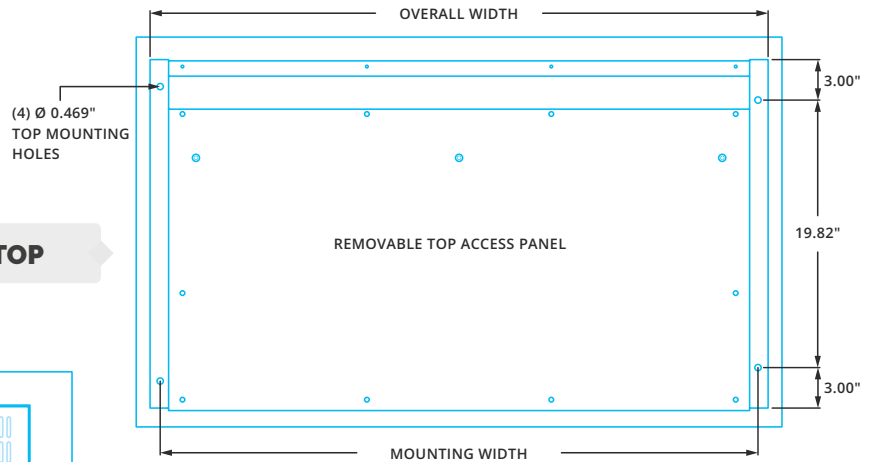 OVERALL WIDTH
3.00"
(4) Ø 0.469"
TOP MOUNTING
HOLES
19.82"
TOP
REMOVABLE TOP ACCESS PANEL
3.00"
MOUNTING WIDTH